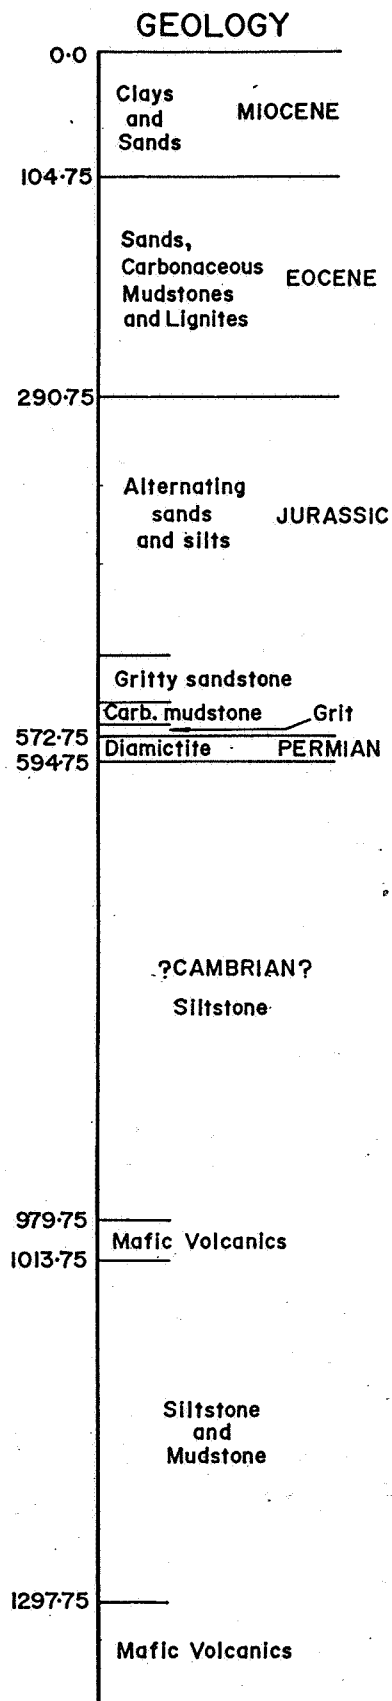 GEOLOGY
0·0
Clays
and
Sands
MIOCENE
104·75
Sands,
Carbonaceous
Mudstones
and Lignites
EOCENE
290·75
Alternating
sands
and silts
JURASSIC
Gritty sandstone
Carb. mudstone
Grit
572·75
Diamictite
PERMIAN
594·75
?CAMBRIAN?
Siltstone
979·75
Mafic Volcanics
1013·75
Siltstone
and
Mudstone
1297·75
Mafic Volcanics